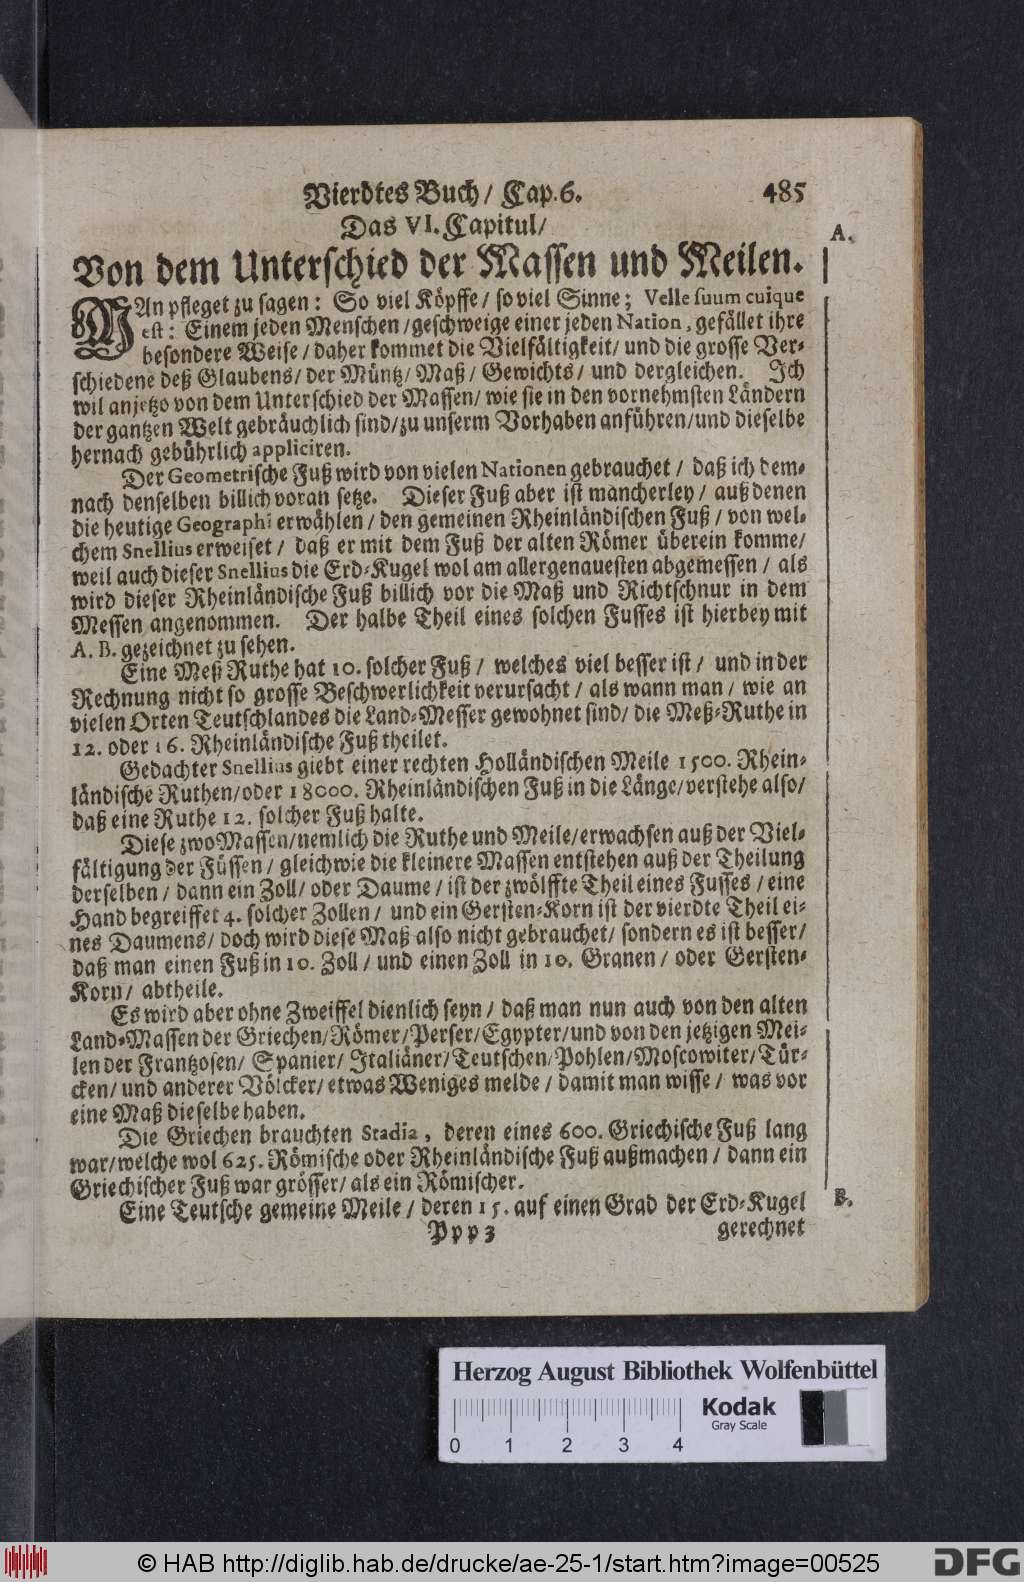 Vierdtes Buch/ Cap. 6. 485
Das VI. Capitul/
A.
Von dem Unterschied der Massen und Meilen.
MAn pfleget zu sagen: So viel Köpffe/ so viel Sinne; Velle suum cuique
est: Einem jeden Menschen/geschweige einer jeden Nation, gefället ihre
besondere Weise/daher kommet die Vielfältigkeit/ und die grosse Ver-
schiedene deß Glaubens/ der Müntz/ Maß/ Gewichts/ und dergleichen. Ich
wil anjetzo von dem Unterschied der Massen/ wie sie in den vornehmsten Ländern
der gantzen Welt gebräuchlich sind/zu unserm Vorhaben anführen/und dieselbe
hernach gebührlich appliciren.
Der Geometrische Fuß wird von vielen Nationen gebrauchet/ daß ich dem-
nach denselben billich voran setze. Dieser Fuß aber ist mancherley/ auß denen
die heutige Geographi erwählen/ den gemeinen Rheinländischen Fuß/ von wel-
chem Snellius erweiset/ daß er mit dem Fuß der alten Römer überein komme/
weil auch dieser Snellius die Erd-Kugel wol am allergenauesten abgemessen/ als
wird dieser Rheinländische Fuß billich vor die Maß und Richtschnur in dem
Messen angenommen. Der halbe Theil eines solchen Fusses ist hierbey mit
A. B. gezeichnet zu sehen.
Eine Meß Ruthe hat 10. solcher Fuß/ welches viel besser ist/ und in der
Rechnung nicht so grosse Beschwerlichkeit verursacht/ als wann man/ wie an
vielen Orten Teutschlandes die Land-Messer gewohnet sind/ die Meß-Ruthe in
12. oder 16. Rheinländische Fuß theilet.
Gedachter Snellius giebt einer rechten Holländischen Meile 1500. Rhein-
ländische Ruthen/oder 18000. Rheinländischen Fuß in die Länge/verstehe also/
daß eine Ruthe 12. solcher Fuß halte.
Diese zwo Massen/nemlich die Ruthe und Meile/erwachsen auß der Viel-
fältigung der Füssen/ gleichwie die kleinere Massen entstehen auß der Theilung
derselben/ dann ein Zoll/ oder Daume/ ist der zwölffte Theil eines Fusses/ eine
Hand begreiffet 4. solcher Zollen/ und ein Gersten-Korn ist der vierdte Theil ei-
nes Daumens/ doch wird diese Maß also nicht gebrauchet/ sondern es ist besser/
daß man einen Fuß in 10. Zoll/ und einen Zoll in 10. Granen/ oder Gersten-
Korn/ abtheile.
Es wird aber ohne Zweiffel dienlich seyn/ daß man nun auch von den alten
Land-Massen der Griechen/Römer/Perser/Egypter/und von den jetzigen Mei-
len der Frantzosen/ Spanier/ Italiäner/Teutschen/Pohlen/Moscowiter/Tür-
cken/ und anderer Völcker/ etwas Weniges melde/ damit man wisse/ was vor
eine Maß dieselbe haben.
Die Griechen brauchten Stadia, deren eines 600. Griechische Fuß lang
war/welche wol 625. Römische oder Rheinländische Fuß außmachen/ dann ein
Griechischer Fuß war grösser/ als ein Römischer.
Eine Teutsche gemeine Meile/ deren 15. auf einen Grad der Erd-Kugel
B.
Ppp 3 gerechnet
Herzog August Bibliothek Wolfenbüttel
0 1 2 3 4
Kodak
Gray Scale
© HAB http://diglib.hab.de/drucke/ae-25-1/start.htm?image=00525
DFG